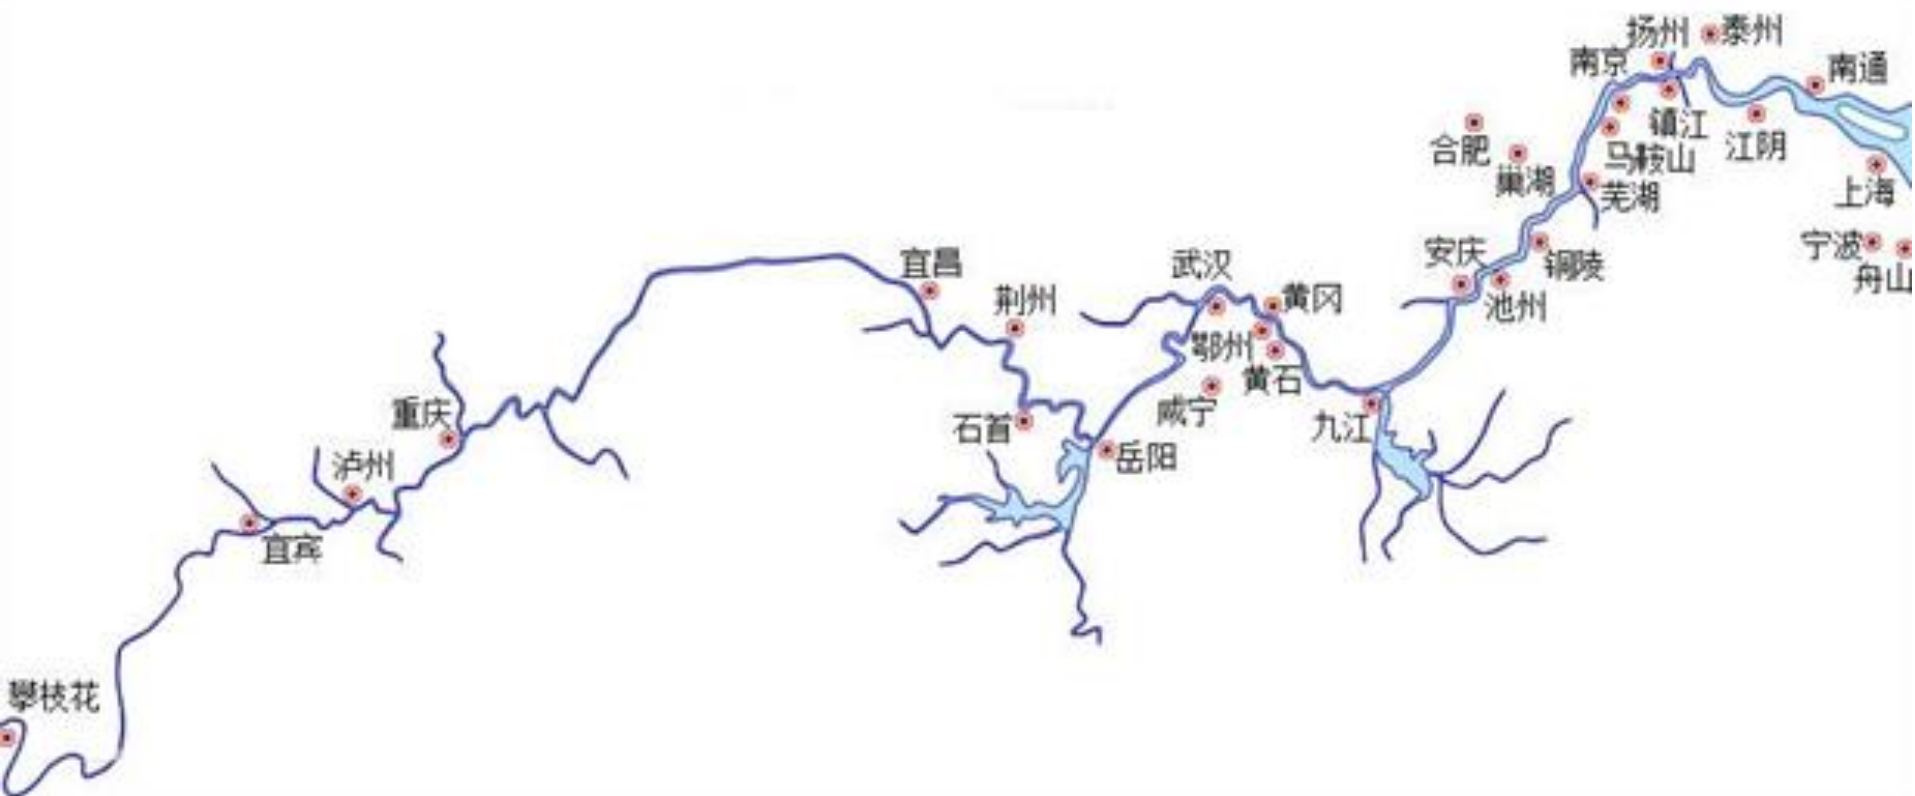 扬州
泰州
南京
南通
镇江
江阴
合肥
马鞍山
巢湖
芜湖
上海
宁波
舟山
安庆
铜陵
池州
武汉
黄冈
宜昌
荆州
鄂州
黄石
咸宁
九江
石首
岳阳
重庆
泸州
宜宾
攀枝花